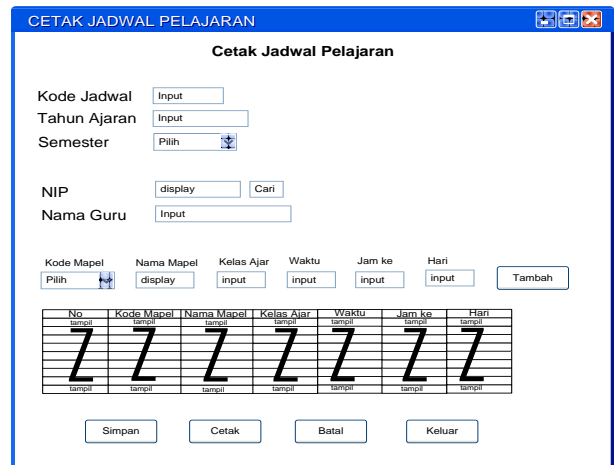 CETAK JADWAL PELAJARAN
Cetak Jadwal Pelajaran
Kode Jadwal Input
Tahun Ajaran Input
Semester Pilih
NIP display Cari
Nama Guru Input
Kode Mapel Nama Mapel Kelas Ajar Waktu Jam ke Hari
Pilih display input input input input Tambah
No Kode Mapel Nama Mapel Kelas Ajar Waktu Jam ke Hari
tampil tampil tampil tampil tampil tampil tampil
Z Z Z Z Z Z Z
tampil tampil tampil tampil tampil tampil tampil
Simpan Cetak Batal Keluar